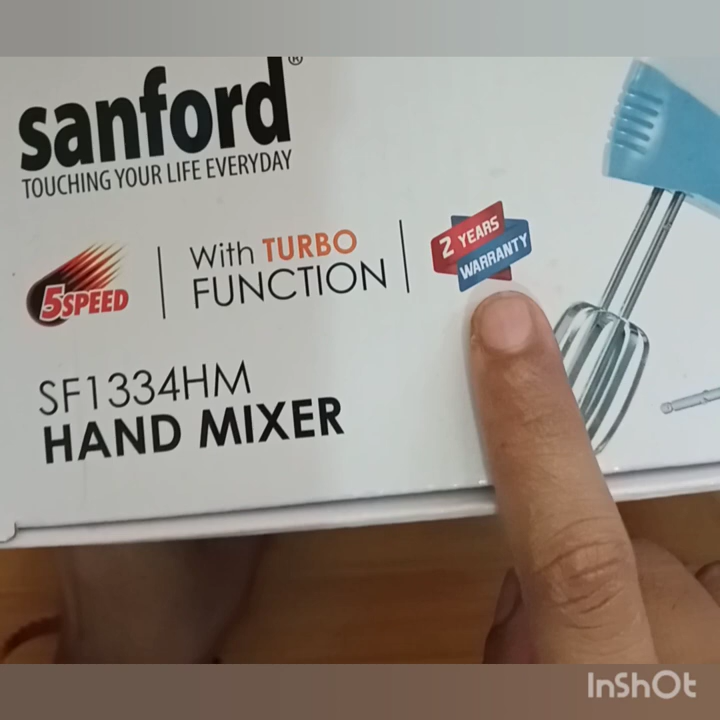 sanford®
TOUCHING YOUR LIFE EVERYDAY
5SPEED
With TURBO
FUNCTION
2 YEARS
WARRANTY
SF1334HM
HAND MIXER
InShOt